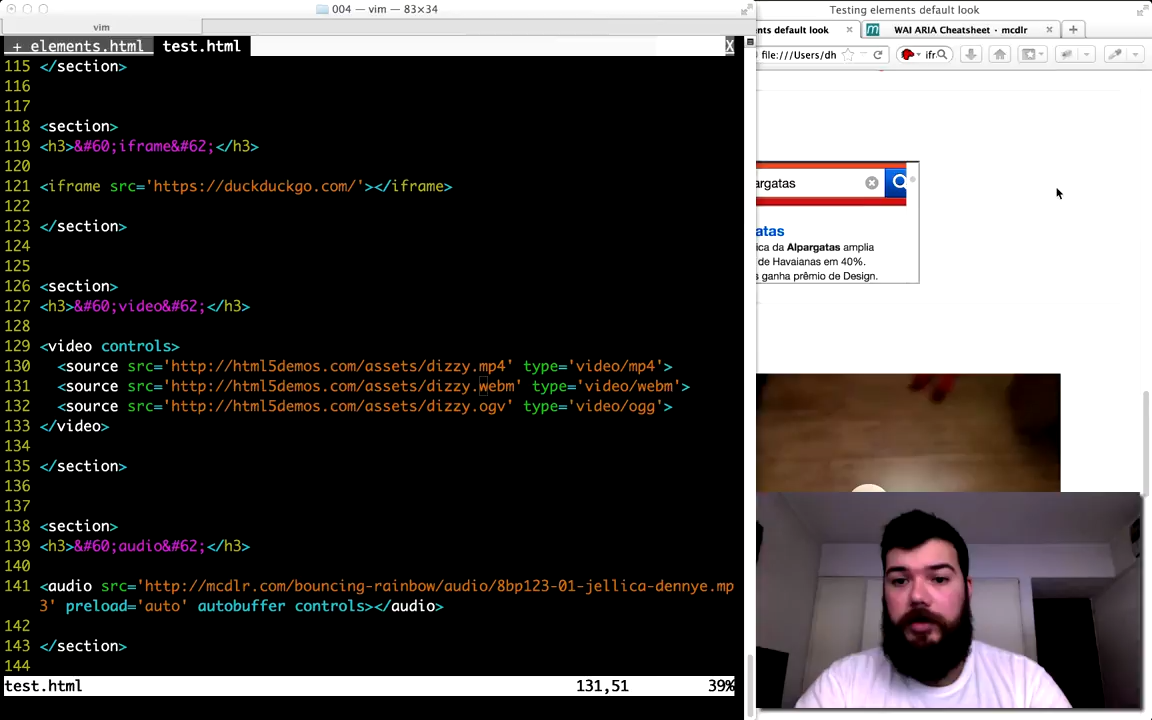 004 — vim — 83×34
vim
+ elements.html test.html X
115 </section>
116
117
118 <section>
119 <h3>&#60;iframe&#62;</h3>
120
121 <iframe src='https://duckduckgo.com/'></iframe>
122
123 </section>
124
125
126 <section>
127 <h3>&#60;video&#62;</h3>
128
129 <video controls>
130 <source src='http://html5demos.com/assets/dizzy.mp4' type='video/mp4'>
131 <source src='http://html5demos.com/assets/dizzy.webm' type='video/webm'>
132 <source src='http://html5demos.com/assets/dizzy.ogv' type='video/ogg'>
133 </video>
134
135 </section>
136
137
138 <section>
139 <h3>&#60;audio&#62;</h3>
140
141 <audio src='http://mcdlr.com/bouncing-rainbow/audio/8bp123-01-jellica-dennye.mp
3' preload='auto' autobuffer controls></audio>
142
143 </section>
144
test.html 131,51 39%
Testing elements default look
nts default look WAI ARIA Cheatsheet · mcdlr
file:///Users/dh ifr
argatas
atas
ica da Alpargatas amplia
de Havaianas em 40%.
s ganha prêmio de Design.